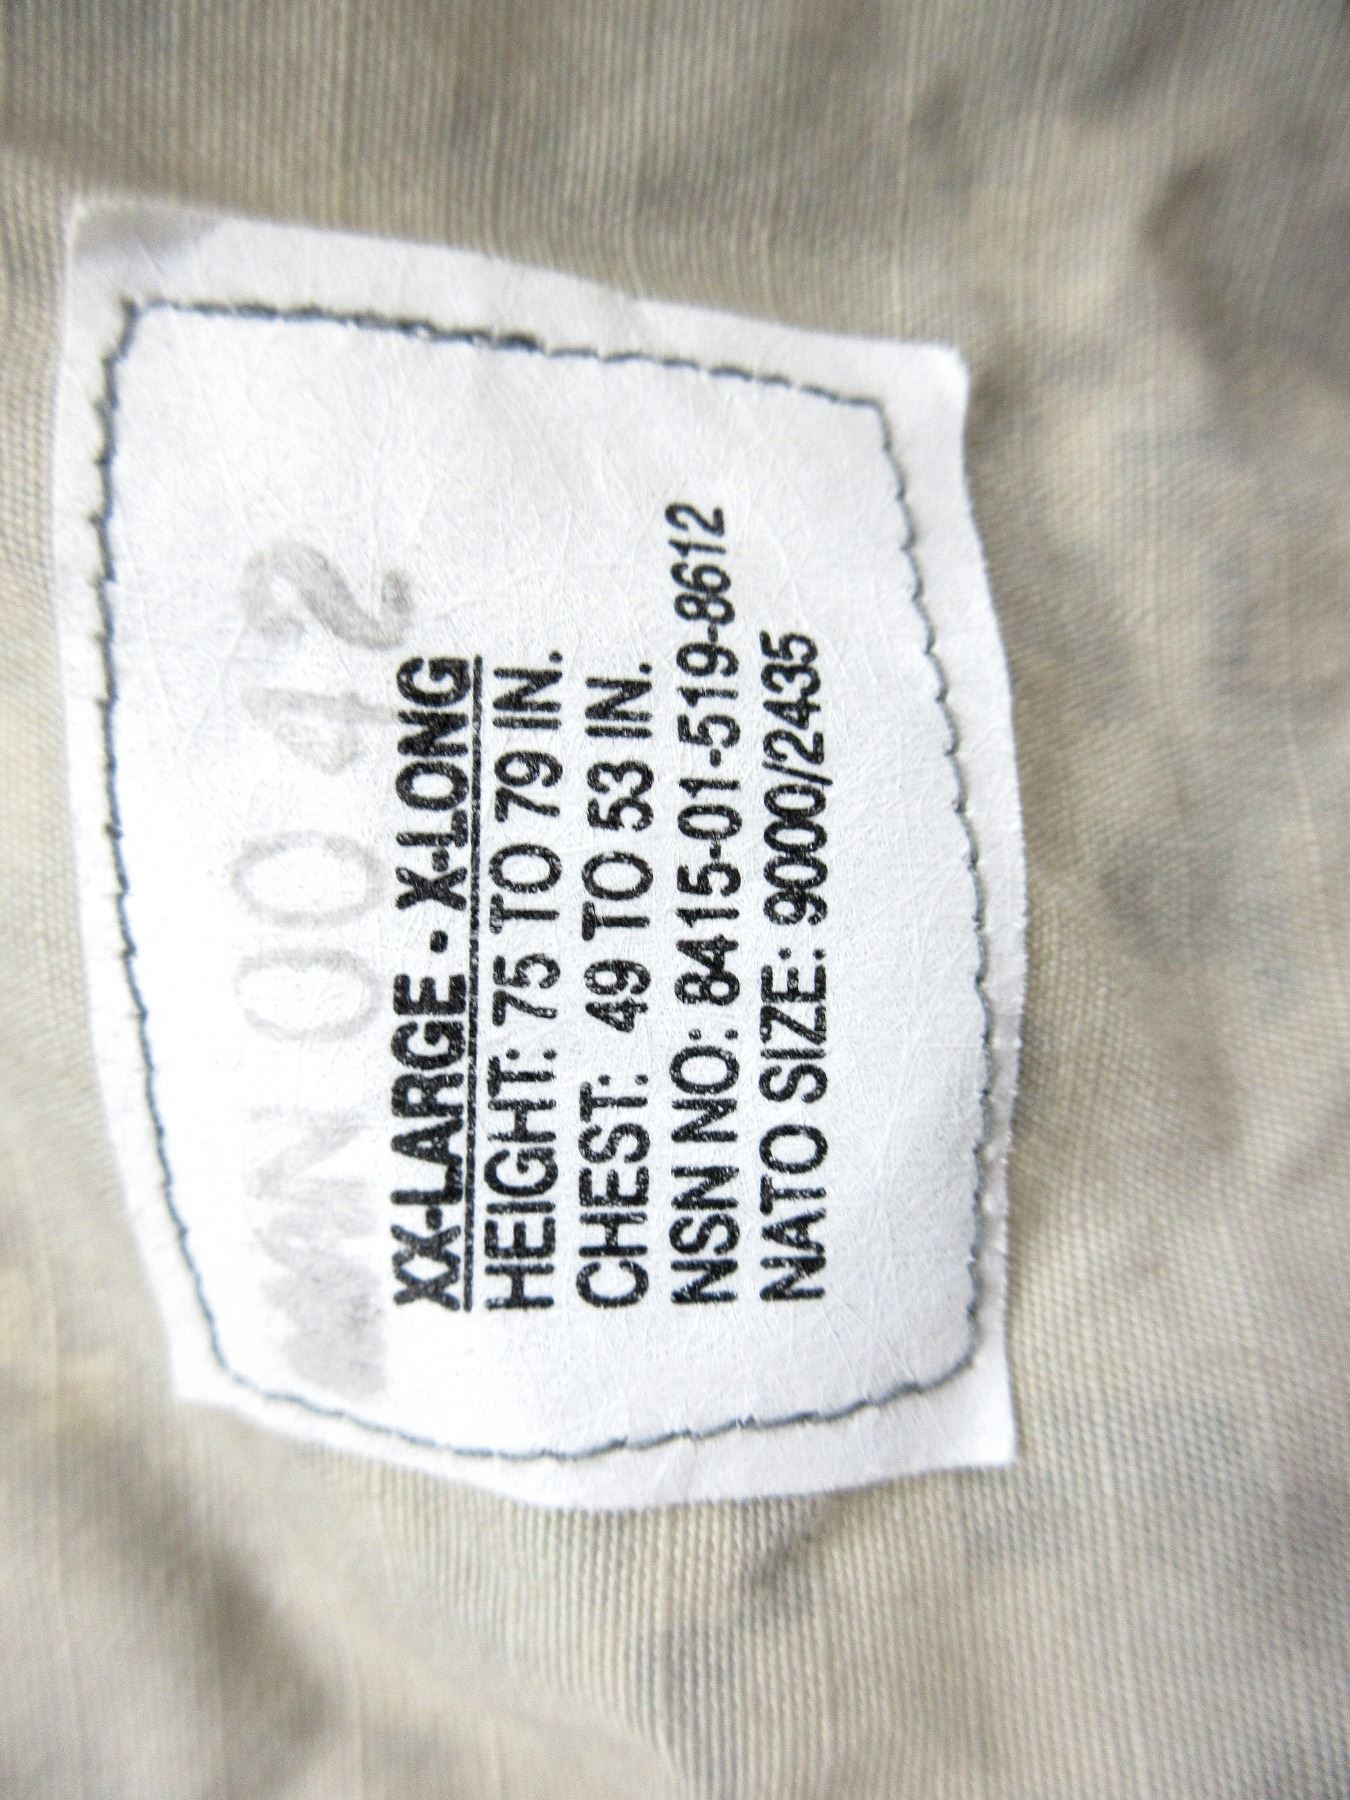 XX-LARGE - X-LONG
HEIGHT: 75 TO 79 IN.
CHEST: 49 TO 53 IN.
NSN NO: 8415-01-519-8612
NATO SIZE: 9000/2435